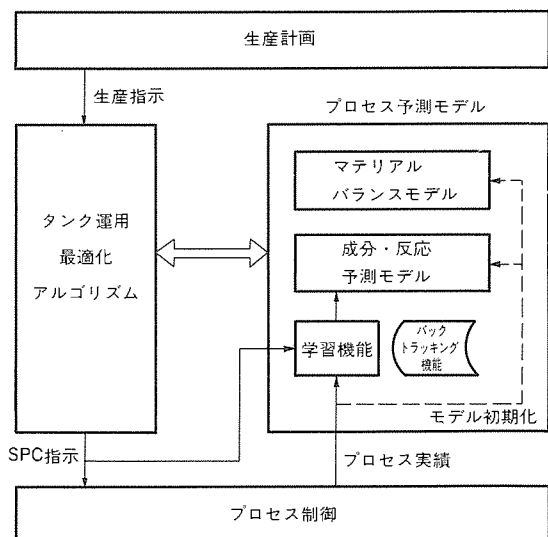 生産計画
生産指示
プロセス予測モデル
マテリアル
バランスモデル
タンク運用
最適化
アルゴリズム
成分・反応
予測モデル
学習機能
バック
トラッキング
機能
モデル初期化
SPC指示
プロセス実績
プロセス制御